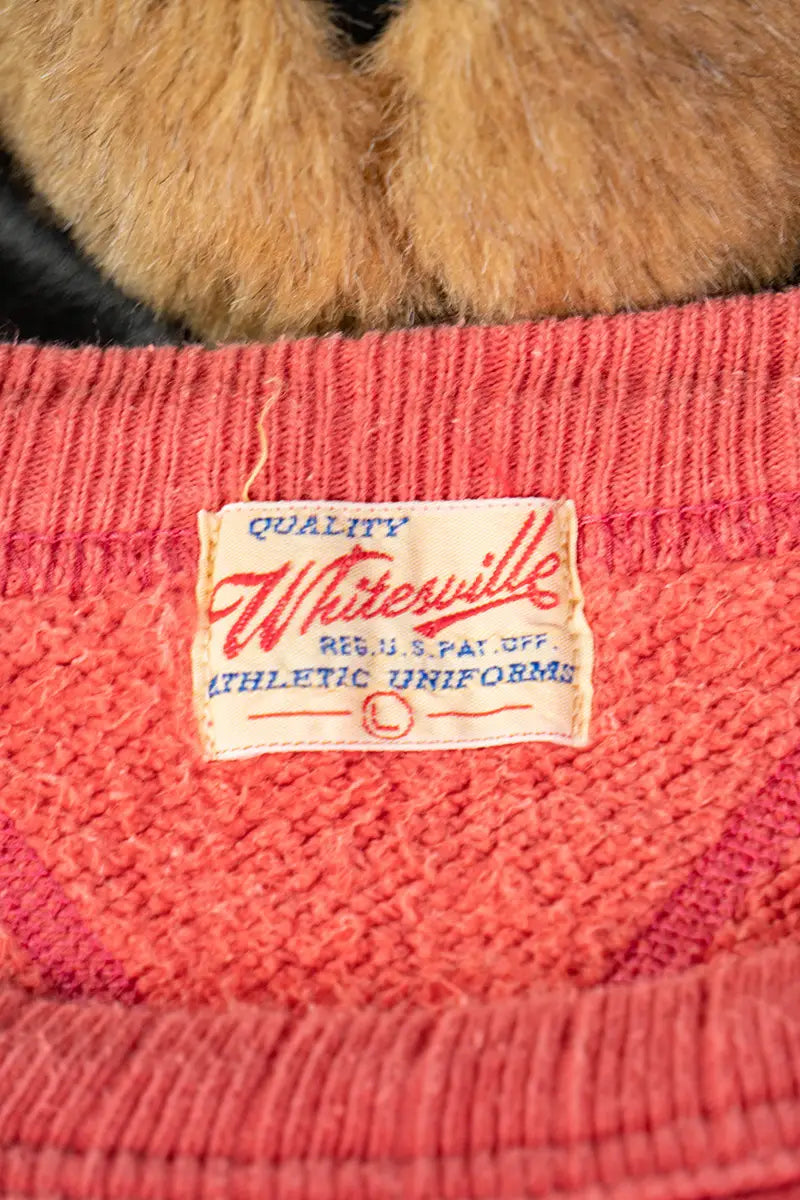 QUALITY
Whitesville
REG.U.S.PAT.OFF.
ATHLETIC UNIFORMS
L